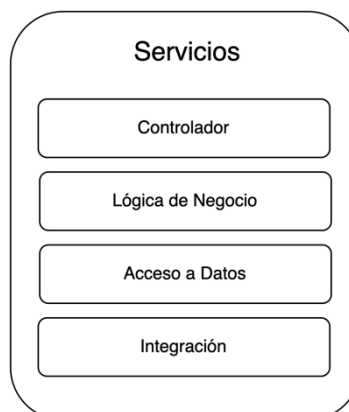 Servicios
Controlador
Lógica de Negocio
Acceso a Datos
Integración